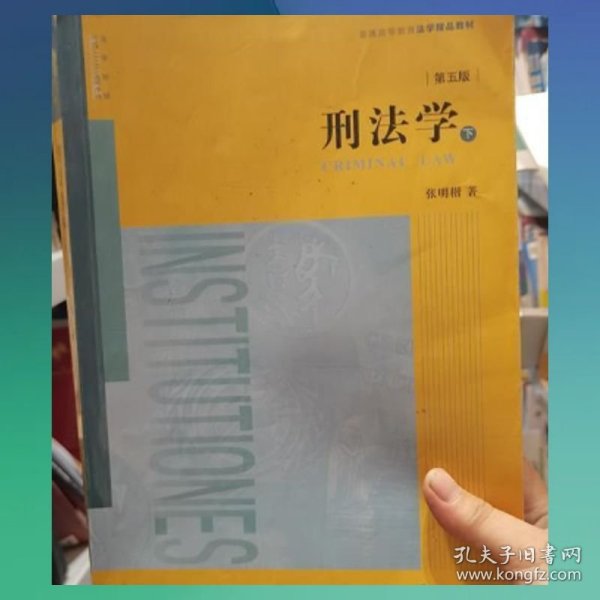 普通高等教育法学精品教材
第五版
刑法学
下
CRIMINAL LAW
张明楷 著
INSTITUTIONES
孔夫子旧书网
www.kongfz.com